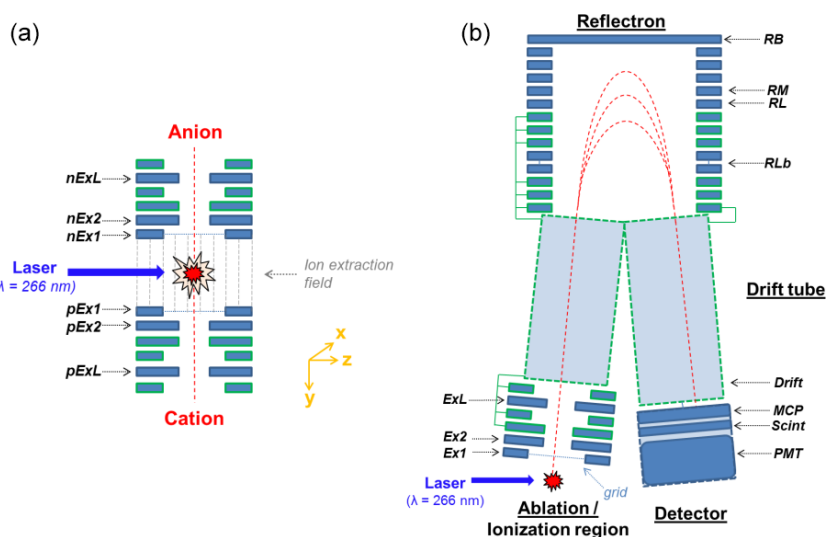 (a)
Anion
nExL
nEx2
nEx1
Laser
(λ = 266 nm)
Ion extraction
field
pEx1
pEx2
pExL
x
z
y
Cation
(b)
Reflectron
RB
RM
RL
RLb
Drift tube
Drift
ExL
MCP
Scint
Ex2
Ex1
PMT
Laser
(λ = 266 nm)
grid
Ablation /
Ionization region
Detector